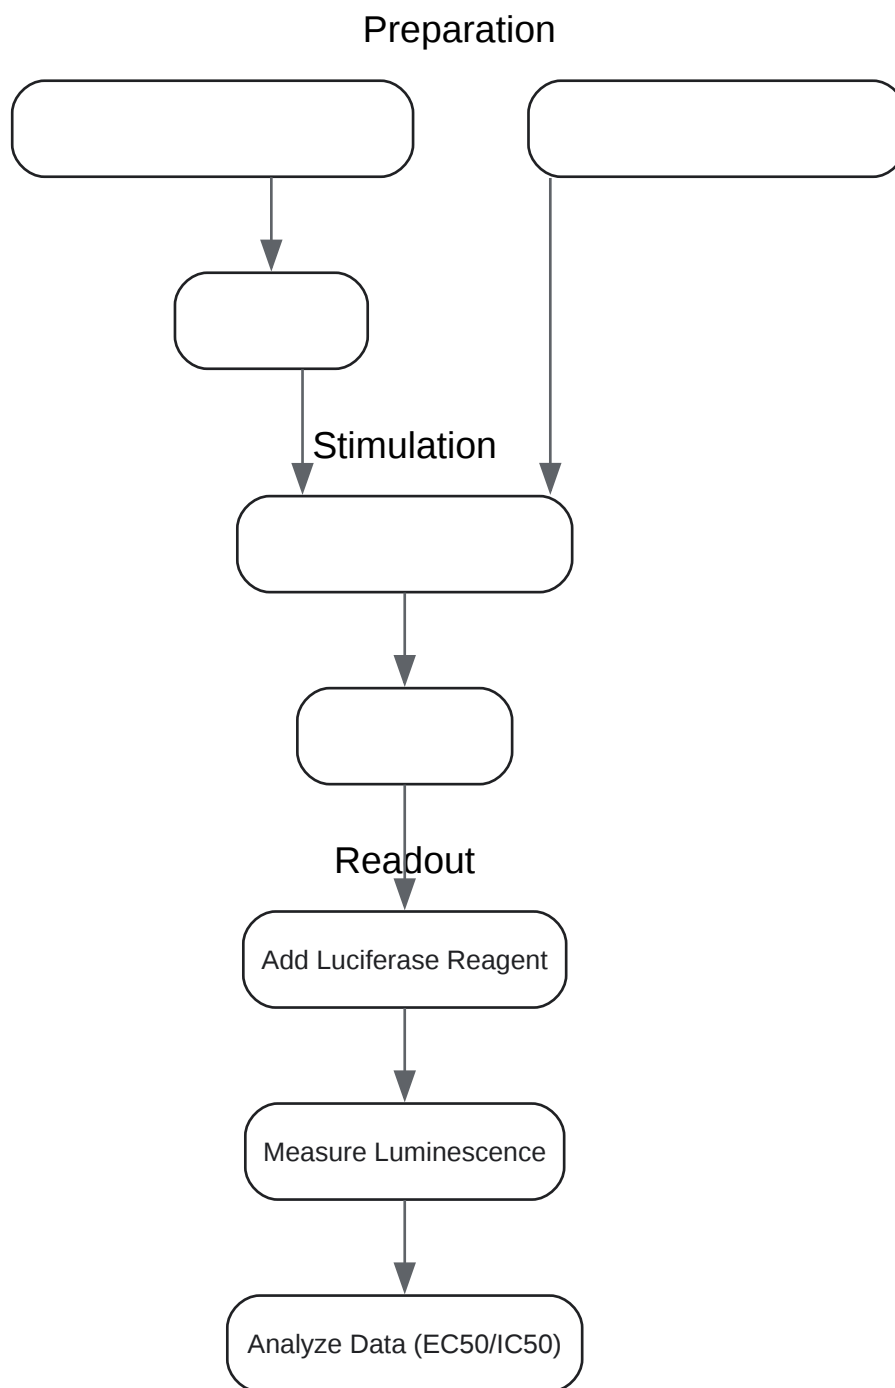 Preparation
Stimulation
Readout
Add Luciferase Reagent
Measure Luminescence
Analyze Data (EC50/IC50)